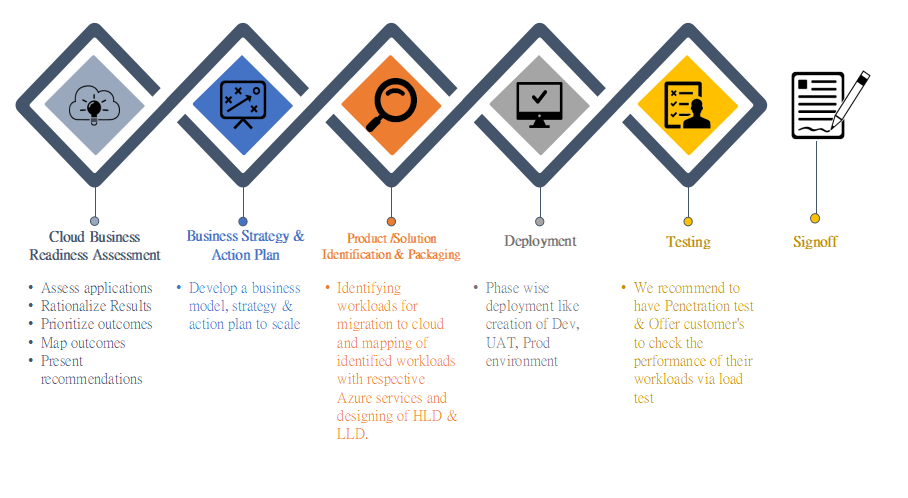 Cloud Business
Readiness Assessment
• Assess applications
• Rationalize Results
• Prioritize outcomes
• Map outcomes
• Present
recommendations
Business Strategy &
Action Plan
• Develop a business
model, strategy &
action plan to scale
Product /Solution
Identification & Packaging
• Identifying
workloads for
migration to cloud
and mapping of
identified workloads
with respective
Azure services and
designing of HLD &
LLD.
Deployment
• Phase wise
deployment like
creation of Dev,
UAT, Prod
environment
Testing
• We recommend to
have Penetration test
& Offer customer's
to check the
performance of their
workloads via load
test
Signoff